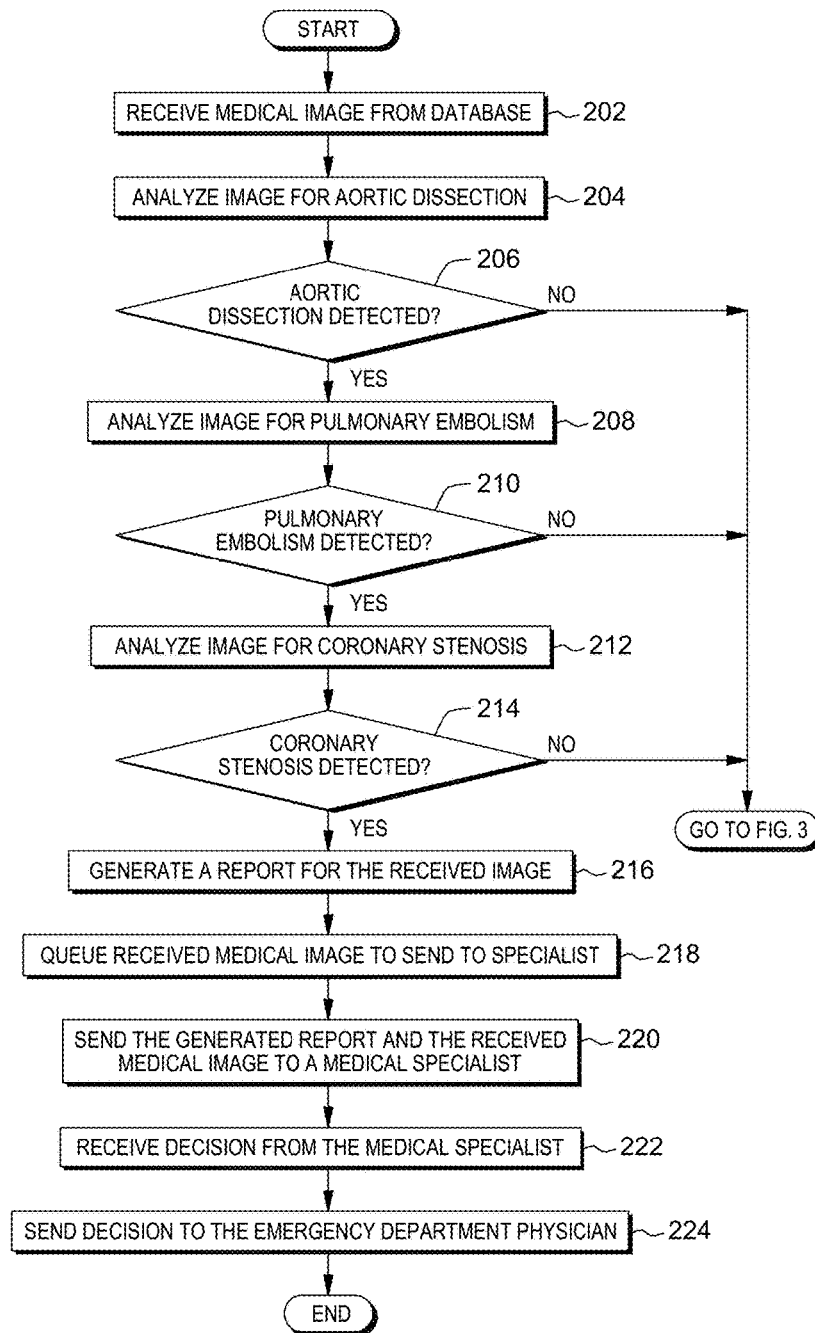 START
RECEIVE MEDICAL IMAGE FROM DATABASE
202
ANALYZE IMAGE FOR AORTIC DISSECTION
204
206
AORTIC
DISSECTION DETECTED?
NO
YES
ANALYZE IMAGE FOR PULMONARY EMBOLISM
208
210
PULMONARY
EMBOLISM DETECTED?
NO
YES
ANALYZE IMAGE FOR CORONARY STENOSIS
212
214
CORONARY
STENOSIS DETECTED?
NO
YES
GO TO FIG. 3
GENERATE A REPORT FOR THE RECEIVED IMAGE
216
QUEUE RECEIVED MEDICAL IMAGE TO SEND TO SPECIALIST
218
SEND THE GENERATED REPORT AND THE RECEIVED
MEDICAL IMAGE TO A MEDICAL SPECIALIST
220
RECEIVE DECISION FROM THE MEDICAL SPECIALIST
222
SEND DECISION TO THE EMERGENCY DEPARTMENT PHYSICIAN
224
END